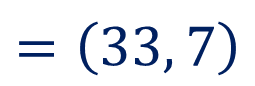 = (33, 7)